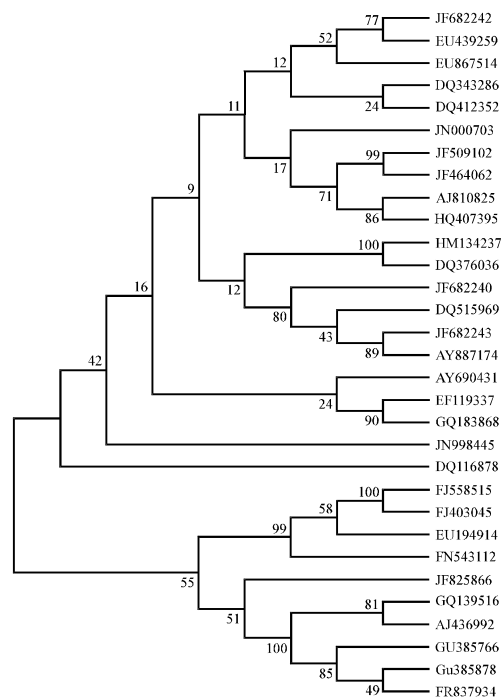 77 JF682242
52 EU439259
12 EU867514
DQ343286
11 24 DQ412352
JN000703
99 JF509102
17 JF464062
71 AJ810825
9 86 HQ407395
100 HM134237
DQ376036
12 JF682240
16 80 DQ515969
43 JF682243
89 AY887174
42 AY690431
24 EF119337
90 GQ183868
JN998445
DQ116878
100 FJ558515
58 FJ403045
99 EU194914
FN543112
55 JF825866
81 GQ139516
51 AJ436992
100 GU385766
85 Gu385878
49 FR837934